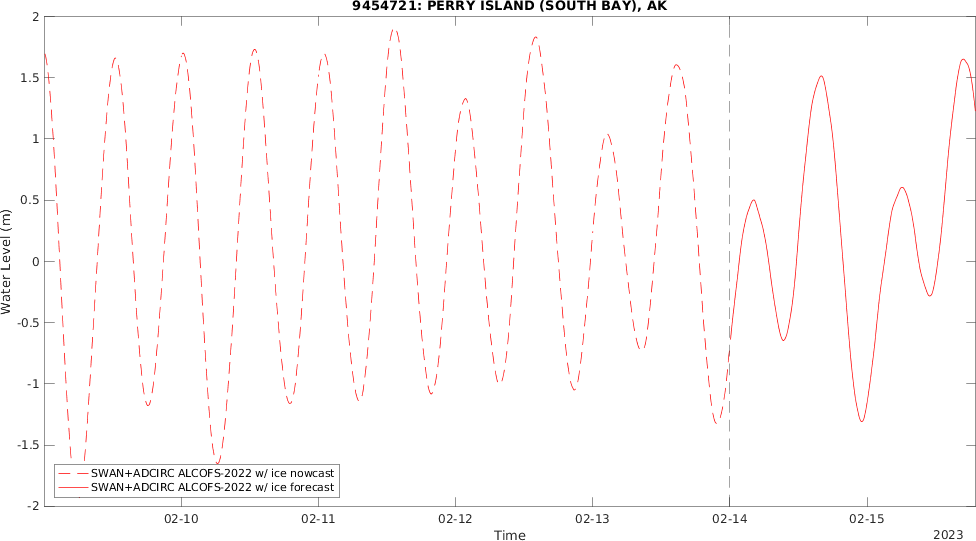 9454721: PERRY ISLAND (SOUTH BAY), AK
Water Level (m)
2
1.5
1
0.5
0
-0.5
-1
-1.5
-2
SWAN+ADCIRC ALCOFS-2022 w/ ice nowcast
SWAN+ADCIRC ALCOFS-2022 w/ ice forecast
02-10 02-11 02-12 02-13 02-14 02-15
Time
2023